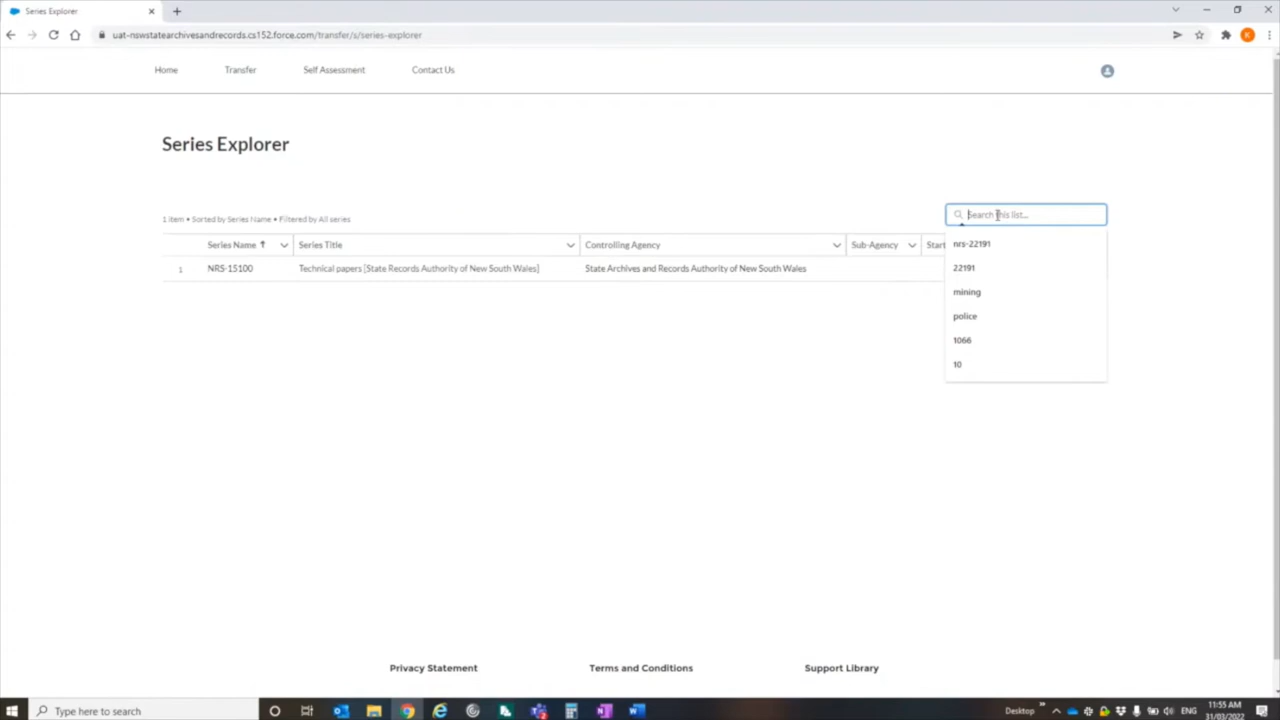 Series Explorer
uat-nswstatearchivesandrecords.cs152.force.com/transfer/s/series-explorer
K
Home Transfer Self Assessment Contact Us
Series Explorer
1 item • Sorted by Series Name • Filtered by All series
Search this list...
Series Name Series Title Controlling Agency Sub-Agency Start
1 NRS-15100 Technical papers [State Records Authority of New South Wales] State Archives and Records Authority of New South Wales
nrs-22191
22191
mining
police
1066
10
Privacy Statement Terms and Conditions Support Library
Type here to search
Desktop
ENG
11:55 AM
31/03/2022